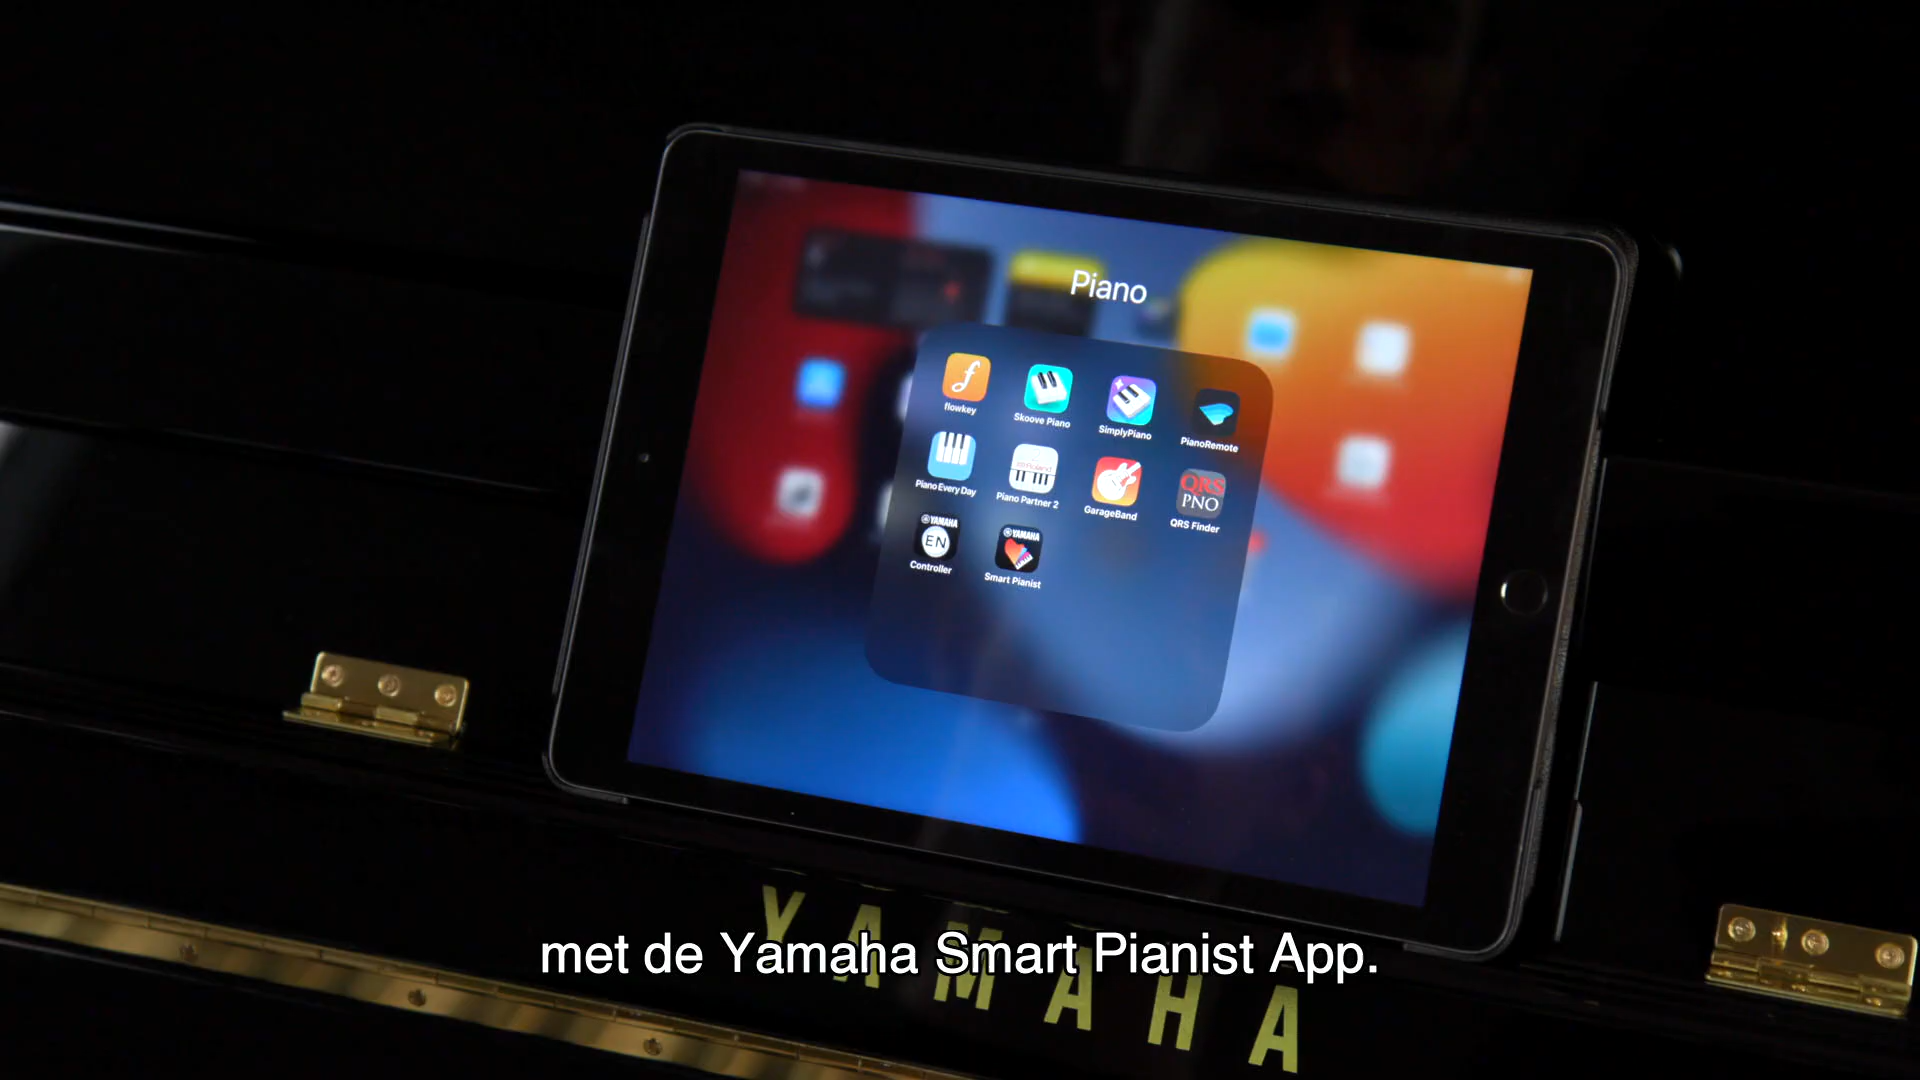 Piano
flowkey
Skoove Piano
SimplyPiano
PianoRemote
Piano Every Day
Roland
Piano Partner 2
GarageBand
QRS
PNO
QRS Finder
YAMAHA
EN
Controller
YAMAHA
Smart Pianist
met de Yamaha Smart Pianist App.
YAMAHA